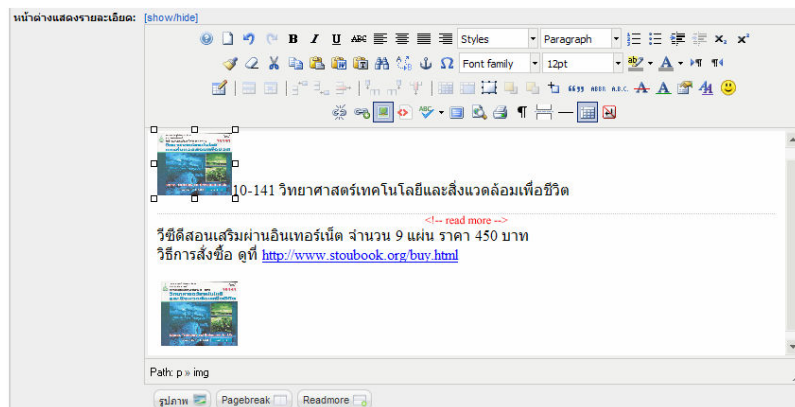 หน้าต่างแสดงรายละเอียด: [show/hide]
B I U ABC Styles Paragraph x₂ x²
Font family 12pt
10-141 วิทยาศาสตร์เทคโนโลยีและสิ่งแวดล้อมเพื่อชีวิต
<!-- read more -->
วีซีดีสอนเสริมผ่านอินเทอร์เน็ต จำนวน 9 แผ่น ราคา 450 บาท
วิธีการสั่งซื้อ ดูที่ http://www.stoubook.org/buy.html
Path: p » img
รูปภาพ Pagebreak Readmore